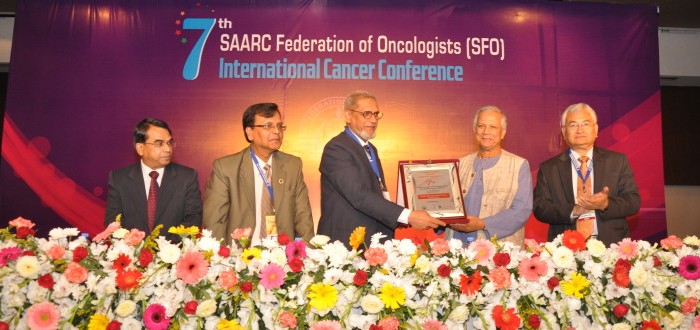 7th
SAARC Federation of Oncologists (SFO)
International Cancer Conference